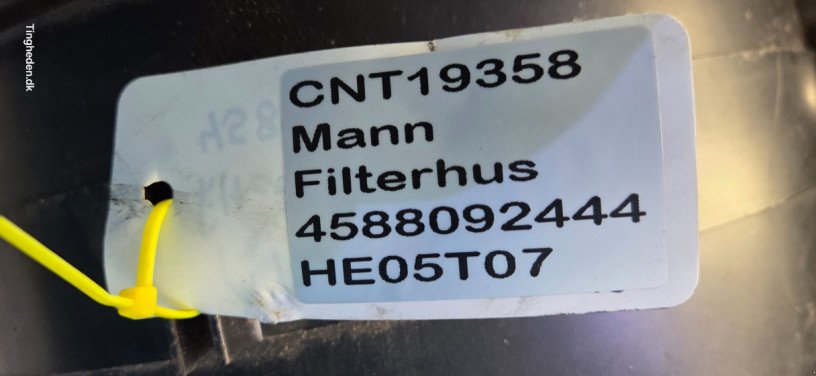 Tingheden.dk
CNT19358
Mann
Filterhus
4588092444
HE05T07